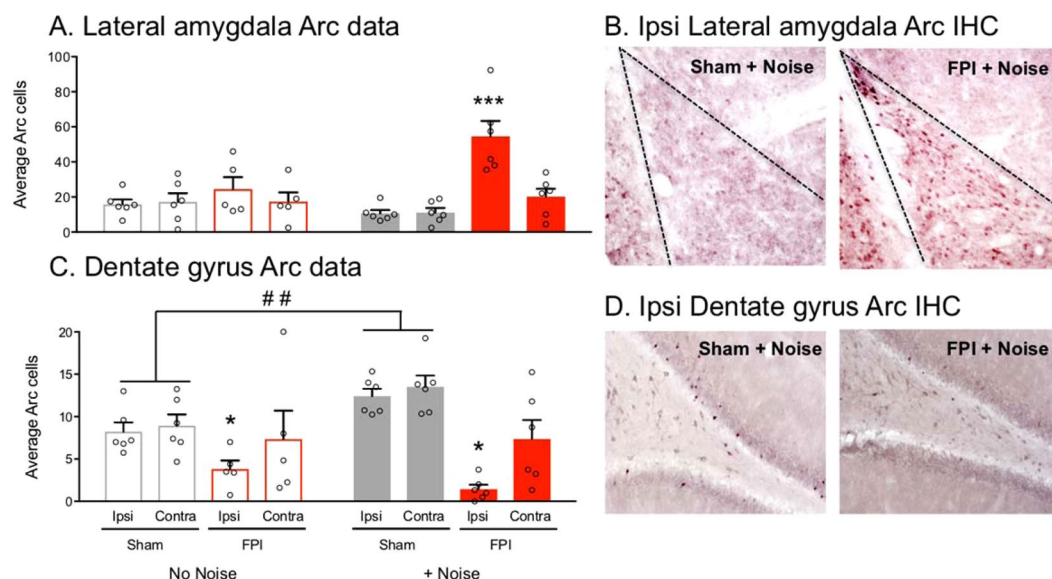 A. Lateral amygdala Arc data
Average Arc cells
100
80
60
40
20
0
***
B. Ipsi Lateral amygdala Arc IHC
Sham + Noise
FPI + Noise
C. Dentate gyrus Arc data
Average Arc cells
20
15
10
5
0
##
*
*
Ipsi Contra Ipsi Contra Ipsi Contra Ipsi Contra
Sham FPI Sham FPI
No Noise + Noise
D. Ipsi Dentate gyrus Arc IHC
Sham + Noise
FPI + Noise